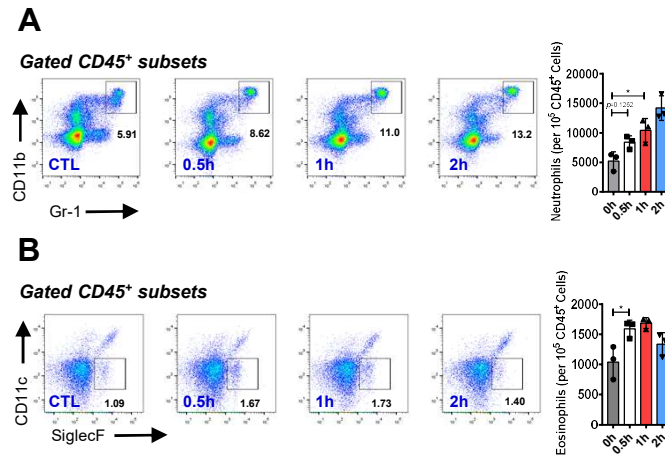 A
Gated CD45+ subsets
CD11b
Gr-1
5.91
CTL
8.62
0.5h
11.0
1h
13.2
2h
Neutrophils (per 10⁵ CD45⁺ Cells)
20000
15000
10000
5000
0
*
p=0.1262
0h
0.5h
1h
2h
B
Gated CD45+ subsets
CD11c
SiglecF
CTL
1.09
0.5h
1.67
1h
1.73
2h
1.40
Eosinophils (per 10⁵ CD45⁺ Cells)
2000
1500
1000
500
0
*
0h
0.5h
1h
2h